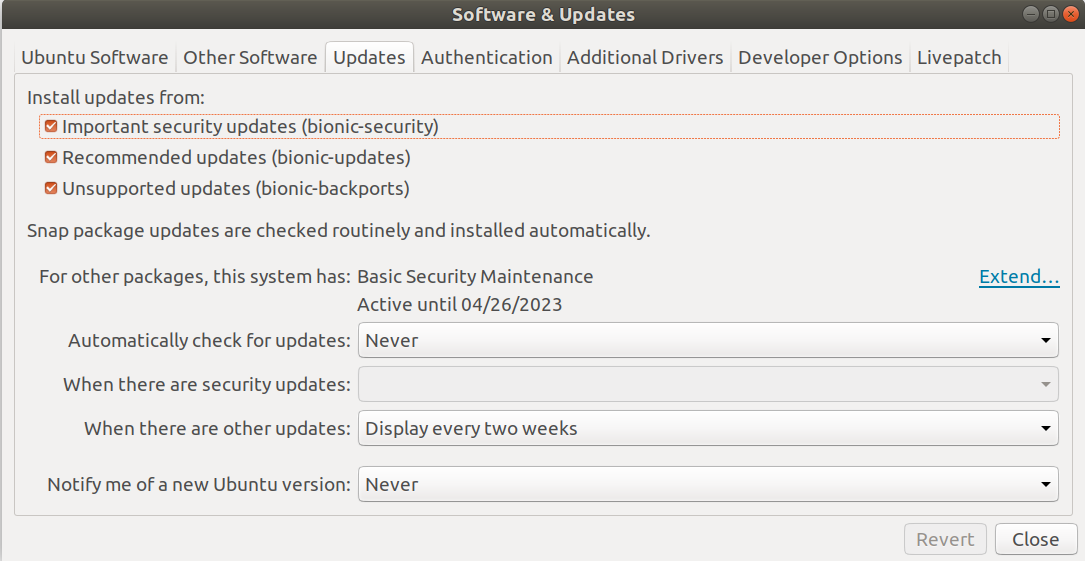 Software & Updates
Ubuntu Software Other Software Updates Authentication Additional Drivers Developer Options Livepatch
Install updates from:
Important security updates (bionic-security)
Recommended updates (bionic-updates)
Unsupported updates (bionic-backports)
Snap package updates are checked routinely and installed automatically.
For other packages, this system has: Basic Security Maintenance Extend...
Active until 04/26/2023
Automatically check for updates: Never
When there are security updates:
When there are other updates: Display every two weeks
Notify me of a new Ubuntu version: Never
Revert Close